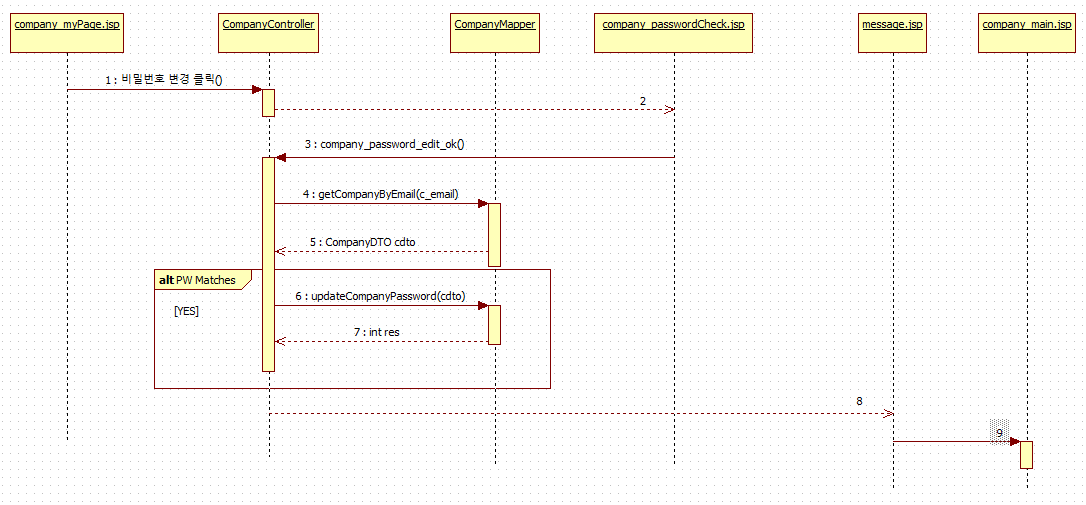 company_myPage.jsp
CompanyController
CompanyMapper
company_passwordCheck.jsp
message.jsp
company_main.jsp
1 : 비밀번호 변경 클릭()
2
3 : company_password_edit_ok()
4 : getCompanyByEmail(c_email)
5 : CompanyDTO cdto
alt PW Matches
[YES]
6 : updateCompanyPassword(cdto)
7 : int res
8
9